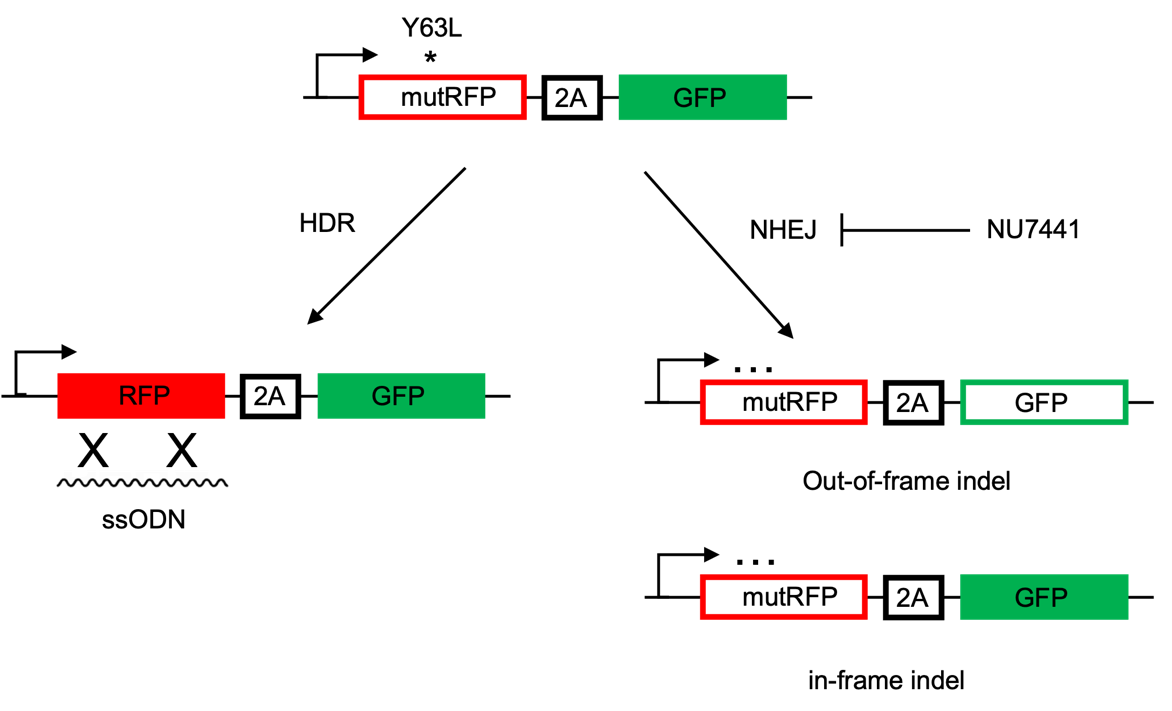 Y63L
*
mutRFP 2A GFP
HDR
NHEJ NU7441
RFP 2A GFP
X X
ssODN
...
mutRFP 2A GFP
Out-of-frame indel
...
mutRFP 2A GFP
in-frame indel